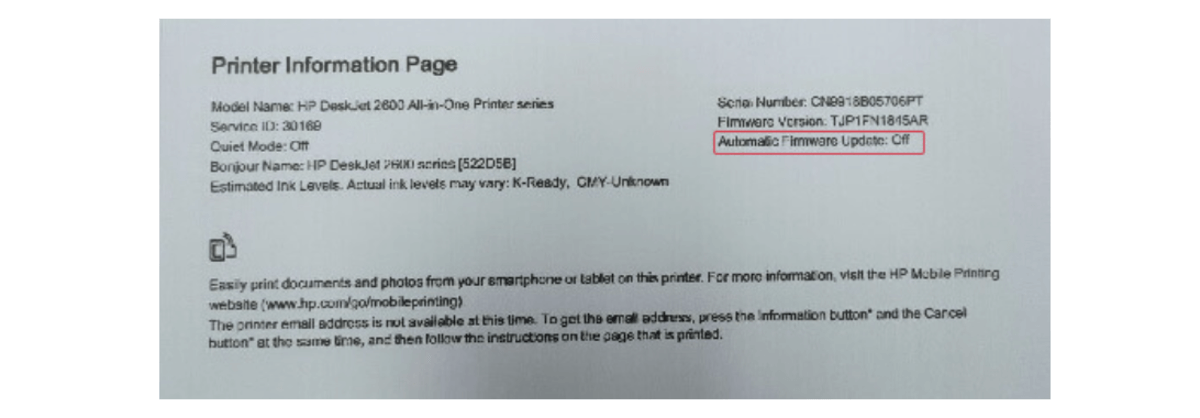 Printer Information Page
Model Name: HP DeskJet 2600 All-in-One Printer series
Service ID: 30169
Quiet Mode: Off
Bonjour Name: HP DeskJet 2600 series [522D5B]
Estimated Ink Levels. Actual ink levels may vary: K-Ready, CMY-Unknown
Serial Number: CN9918B05706PT
Firmware Version: TJP1FN1845AR
Automatic Firmware Update: Off
Easily print documents and photos from your smartphone or tablet on this printer. For more information, visit the HP Mobile Printing
website (www.hp.com/go/mobileprinting)
The printer email address is not available at this time. To get the email address, press the Information button* and the Cancel
button* at the same time, and then follow the instructions on the page that is printed.